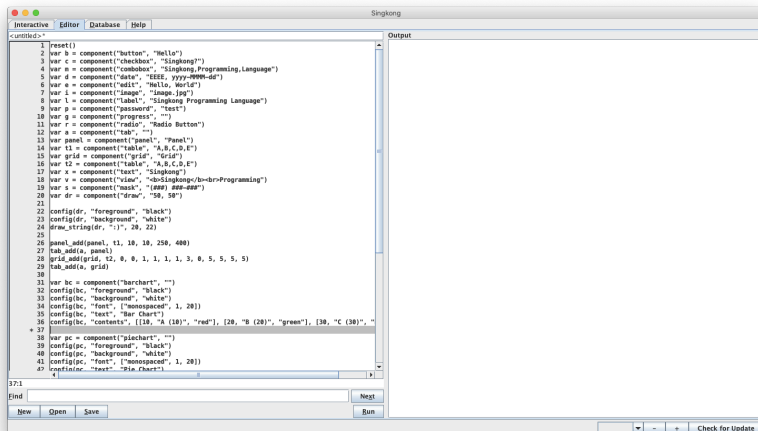 Singkong
Interactive Editor Database Help
<untitled>*
Output
1 reset()
2 var b = component("button", "Hello")
3 var c = component("checkbox", "Singkong?")
4 var m = component("combobox", "Singkong,Programming,Language")
5 var d = component("date", "EEEE, yyyy-MMMM-dd")
6 var e = component("edit", "Hello, World")
7 var i = component("image", "image.jpg")
8 var l = component("label", "Singkong Programming Language")
9 var p = component("password", "test")
10 var g = component("progress", "")
11 var r = component("radio", "Radio Button")
12 var a = component("tab", "")
13 var panel = component("panel", "Panel")
14 var t1 = component("table", "A,B,C,D,E")
15 var grid = component("grid", "Grid")
16 var t2 = component("table", "A,B,C,D,E")
17 var x = component("text", "Singkong")
18 var v = component("view", "<b>Singkong</b><br>Programming")
19 var s = component("mask", "(###) ###-###")
20 var dr = component("draw", "50, 50")
21
22 config(dr, "foreground", "black")
23 config(dr, "background", "white")
24 draw_string(dr, ":)", 20, 22)
25
26 panel_add(panel, t1, 10, 10, 250, 400)
27 tab_add(a, panel)
28 grid_add(grid, t2, 0, 0, 1, 1, 1, 1, 3, 0, 5, 5, 5, 5)
29 tab_add(a, grid)
30
31 var bc = component("barchart", "")
32 config(bc, "foreground", "black")
33 config(bc, "background", "white")
34 config(bc, "font", ["monospaced", 1, 20])
35 config(bc, "text", "Bar Chart")
36 config(bc, "contents", [[10, "A (10)", "red"], [20, "B (20)", "green"], [30, "C (30)", "
+ 37
38 var pc = component("piechart", "")
39 config(pc, "foreground", "black")
40 config(pc, "background", "white")
41 config(pc, "font", ["monospaced", 1, 20])
42 config(pc, "text", "Pie Chart")
37:1
Find Next
New Open Save Run
- + Check for Update